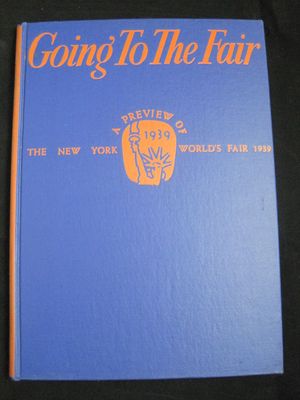 Going To The Fair
A PREVIEW OF
1939
THE NEW YORK WORLD'S FAIR 1939